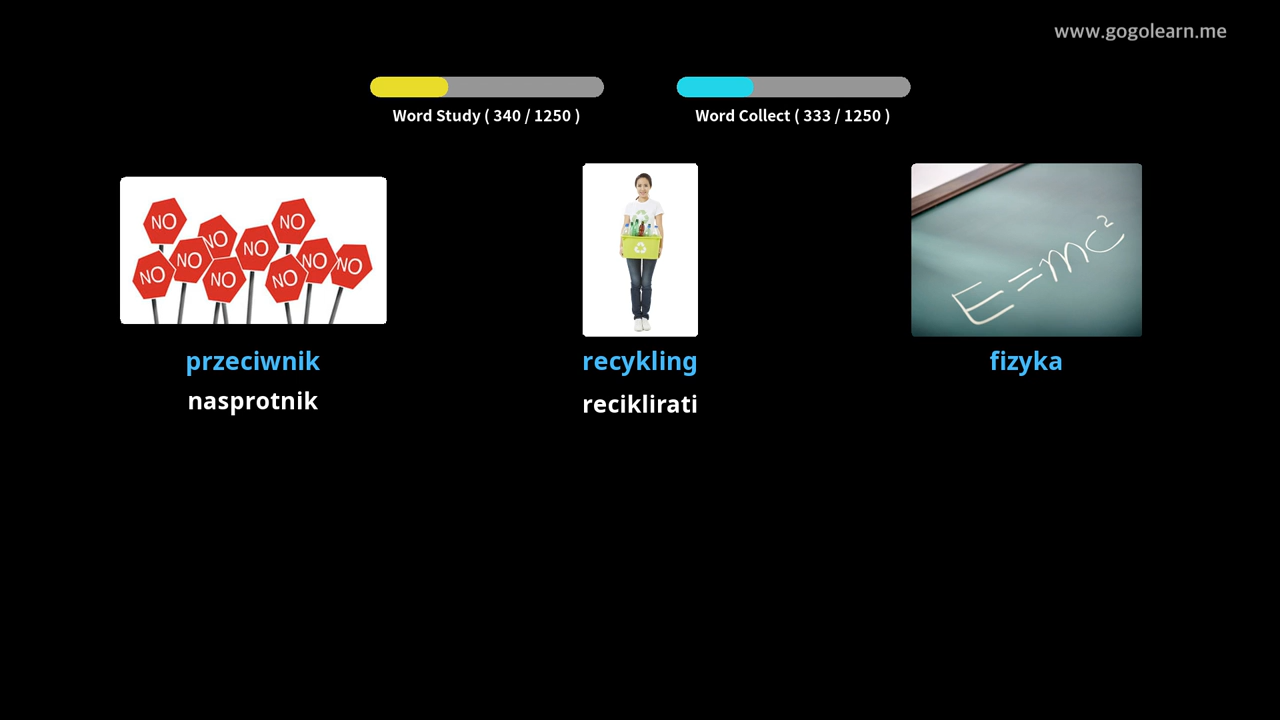 www.gogolearn.me
Word Study ( 340 / 1250 )
Word Collect ( 333 / 1250 )
NO
NO
NO
NO
NO
NO
NO
NO
NO
NO
E=mc²
przeciwnik
recykling
fizyka
nasprotnik
reciklirati